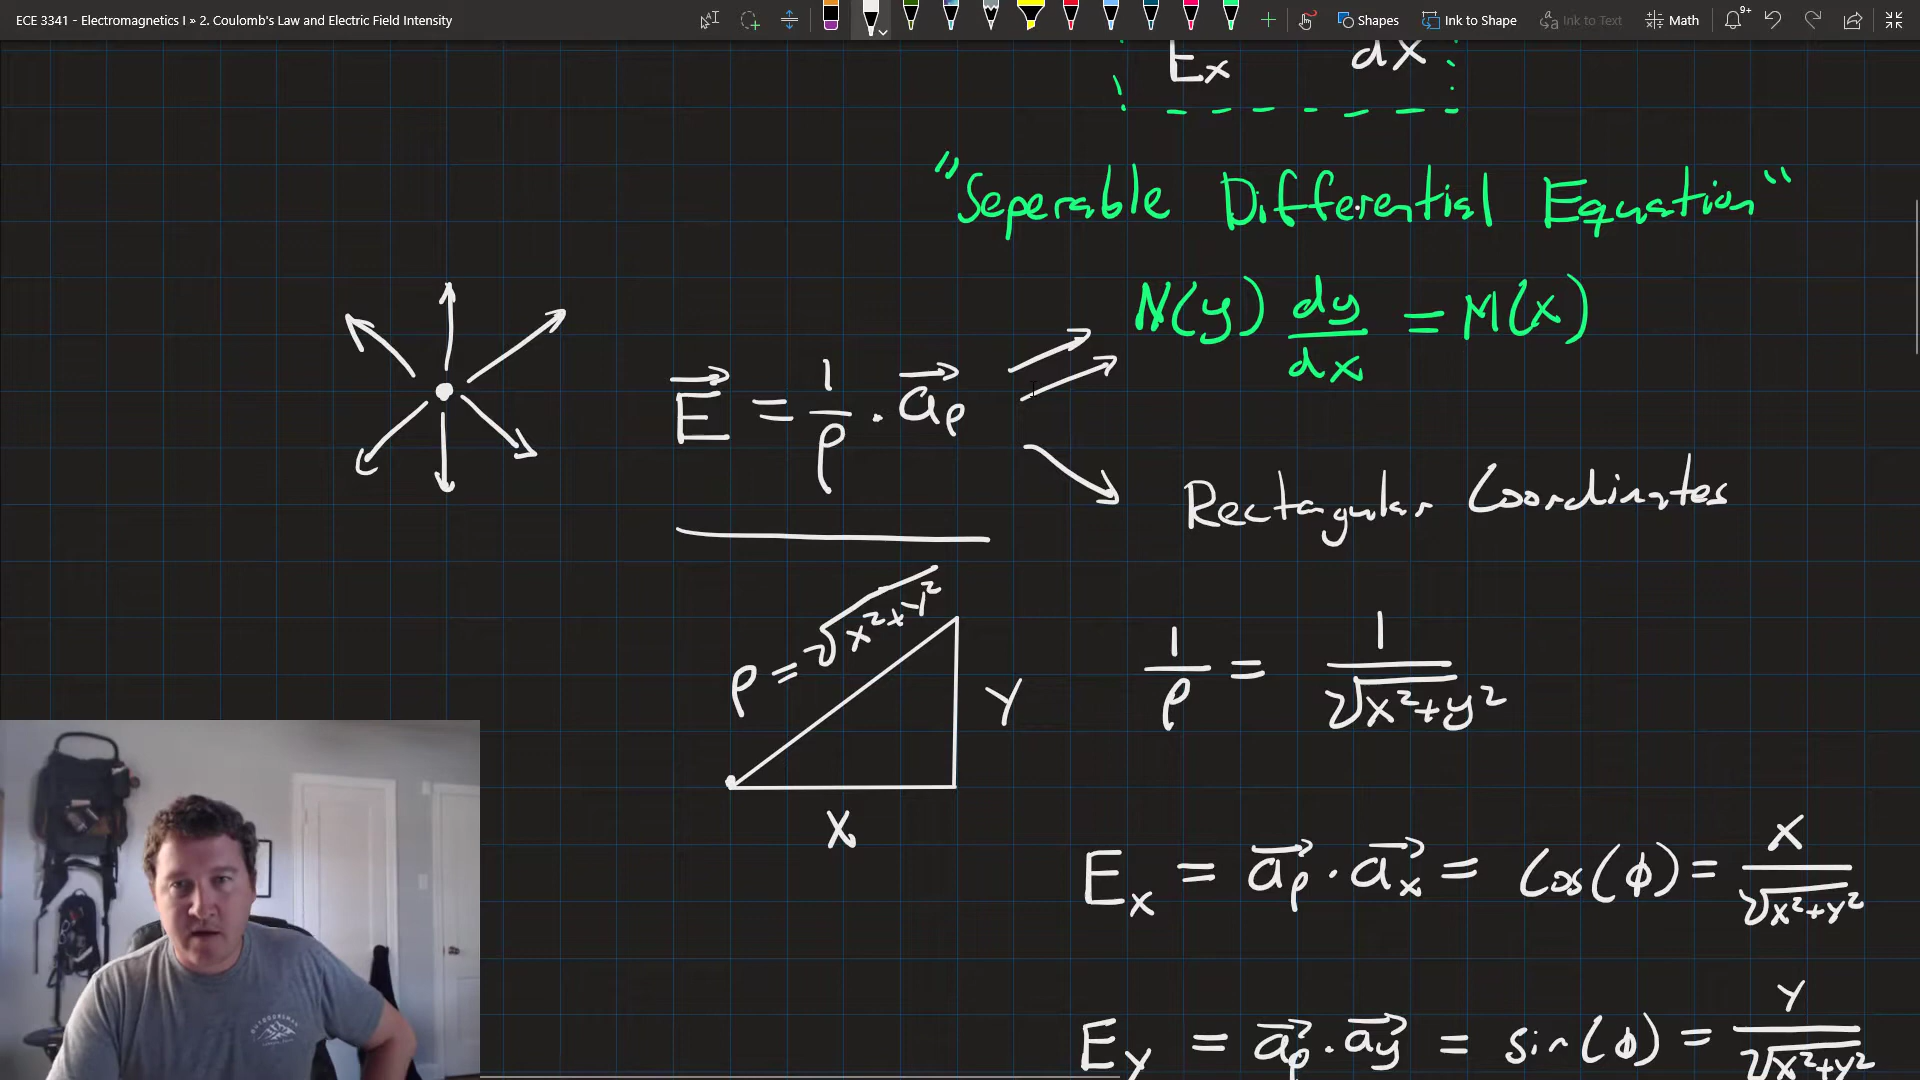 ECE 3341 - Electromagnetics I » 2. Coulomb's Law and Electric Field Intensity
Shapes
Ink to Shape
Ink to Text
Math
9+
Ex dx
"Seperable Differential Equation"
N(y) dy/dx = M(x)
E = 1/ρ · aρ
Rectangular Coordinates
ρ = √x²+y²
y
x
1/ρ = 1/√x²+y²
Ex = aρ · ax = Cos(ϕ) = x/√x²+y²
Ey = aρ · ay = sin(ϕ) = y/√x²+y²